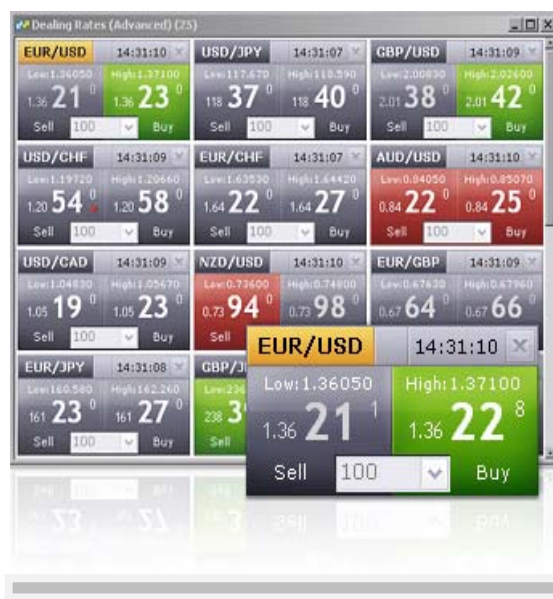 Dealing Rates (Advanced) (25)
EUR/USD 14:31:10 USD/JPY 14:31:07 GBP/USD 14:31:09
Low:1.36050 High:1.37100 Low:117.670 High:118.590 Low:2.00830 High:2.02600
1.36 21 0 1.36 23 0 118 37 0 118 40 0 2.01 38 0 2.01 42 0
Sell 100 Buy Sell 100 Buy Sell 100 Buy
USD/CHF 14:31:09 EUR/CHF 14:31:07 AUD/USD 14:31:10
Low:1.19720 High:1.20660 Low:1.63530 High:1.64420 Low:0.84050 High:0.85070
1.20 54 0 1.20 58 0 1.64 22 0 1.64 27 0 0.84 22 0 0.84 25 0
Sell 100 Buy Sell 100 Buy Sell 100 Buy
USD/CAD 14:31:09 NZD/USD 14:31:10 EUR/GBP 14:31:09
Low:1.04830 High:1.05670 Low:0.73600 High:0.74800 Low:0.67630 High:0.67960
1.05 19 0 1.05 23 0 0.73 94 0 0.73 98 0 0.67 64 0 0.67 66 0
Sell 100 Buy Sell
EUR/JPY 14:31:08
Low:160.580 High:162.260
161 23 0 161 27 0 238
Sell 100 Buy Sell
EUR/USD 14:31:10
Low:1.36050 High:1.37100
1.36 21 1 1.36 22 8
Sell 100 Buy